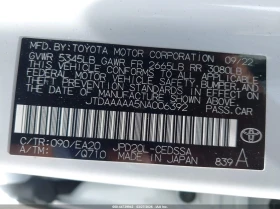 MFD. BY: TOYOTA MOTOR CORPORATION 09/22
GVWR 5345LB GAWR FR 2665LB RR 3080LB
THIS VEHICLE CONFORMS TO ALL APPLICABLE FEDERAL
MOTOR VEHICLE SAFETY, BUMPER, AND THEFT PREVENTION
STANDARDS IN EFFECT ON THE DATE OF MANUFACTURE
SHOWN ABOVE.
JTDAAAAA5NA006392 PASS.CAR
C/TR: 090/EA20 JPD20L-CEDSSA
A/TM: /Q710 MADE IN JAPAN 839 A